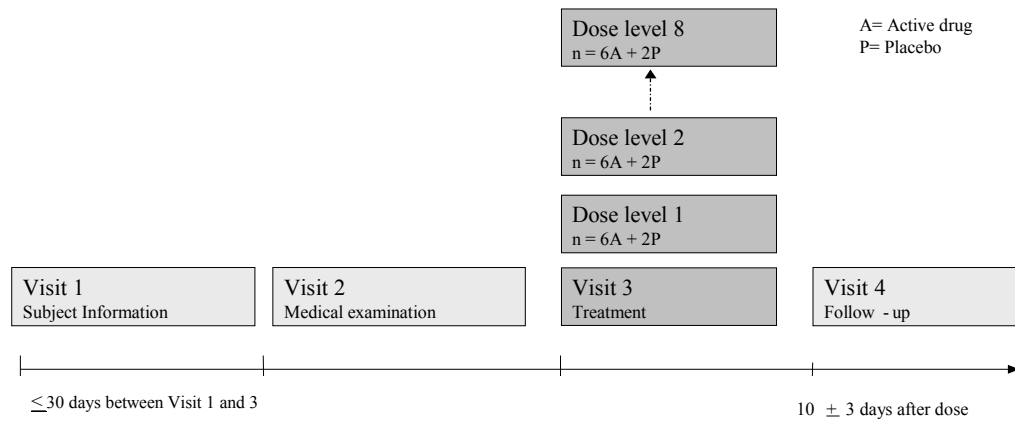 Dose level 8
n = 6A + 2P
A= Active drug
P= Placebo
Dose level 2
n = 6A + 2P
Dose level 1
n = 6A + 2P
Visit 1
Subject Information
Visit 2
Medical examination
Visit 3
Treatment
Visit 4
Follow - up
≤ 30 days between Visit 1 and 3
10 ± 3 days after dose